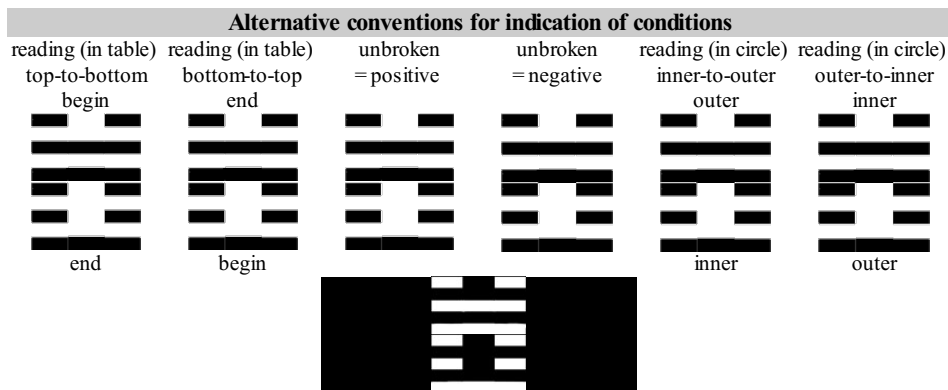 Alternative conventions for indication of conditions
reading (in table) reading (in table) unbroken unbroken reading (in circle) reading (in circle)
top-to-bottom bottom-to-top = positive = negative inner-to-outer outer-to-inner
begin end outer inner
end begin inner outer